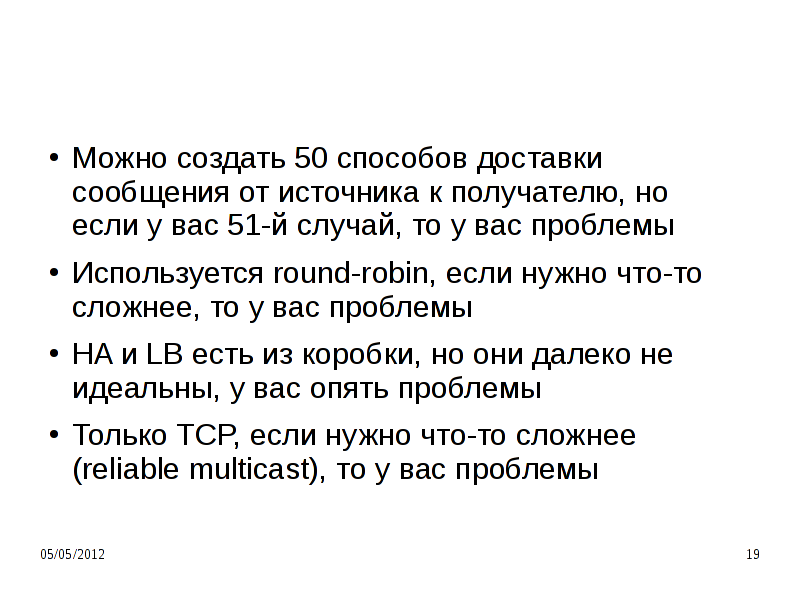 • Можно создать 50 способов доставки
сообщения от источника к получателю, но
если у вас 51-й случай, то у вас проблемы
• Используется round-robin, если нужно что-то
сложнее, то у вас проблемы
• HA и LB есть из коробки, но они далеко не
идеальны, у вас опять проблемы
• Только TCP, если нужно что-то сложнее
(reliable multicast), то у вас проблемы
05/05/2012
19